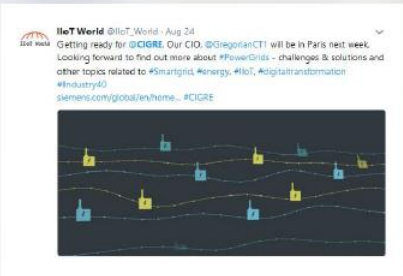 IIoT World @IIoT_World · Aug 24
IIoT World
Getting ready for @CIGRE. Our CIO, @GregorianCT1 will be in Paris next week.
Looking forward to find out more about #PowerGrids - challenges & solutions and
other topics related to #Smartgrid, #energy, #IIoT, #digitaltransformation
#Industry40
siemens.com/global/en/home... #CIGRE